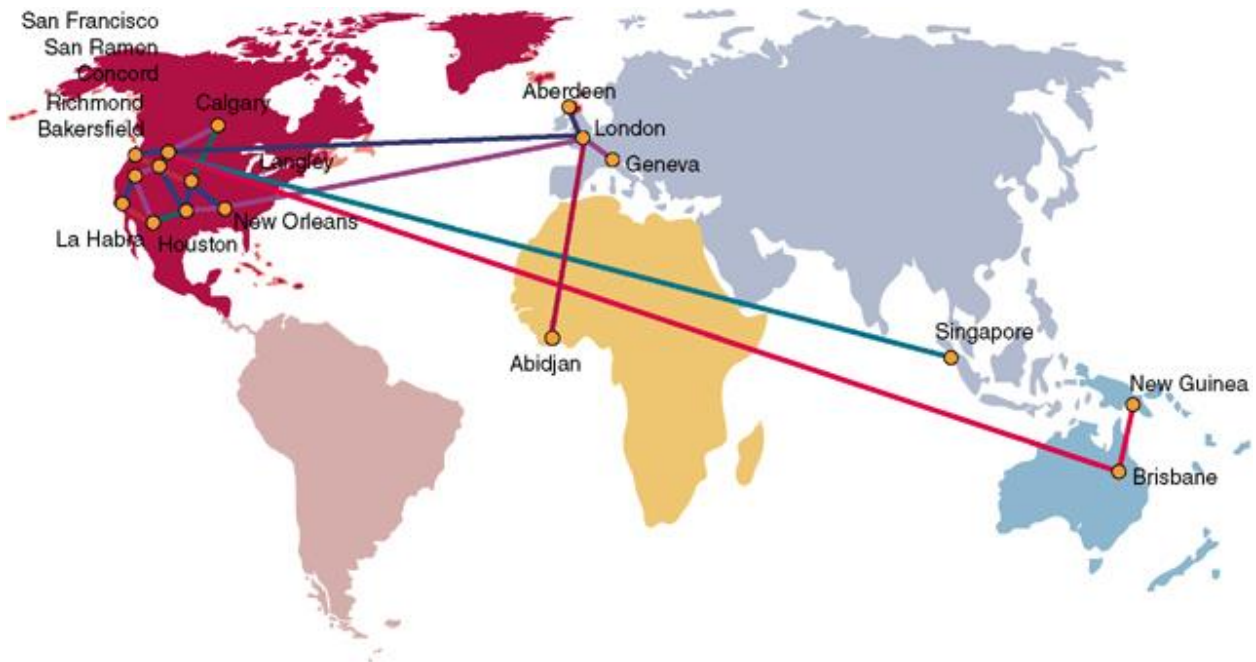 San Francisco
San Ramon
Concord
Richmond
Bakersfield
Calgary
Langley
La Habra
Houston
New Orleans
Aberdeen
London
Geneva
Abidjan
Singapore
New Guinea
Brisbane